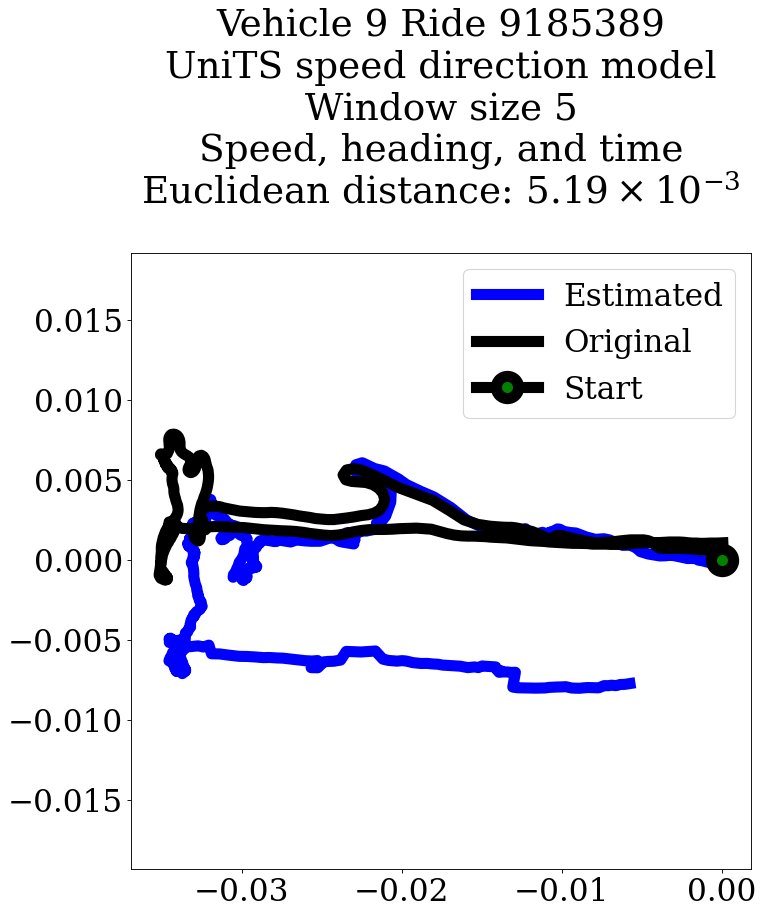 Vehicle 9 Ride 9185389
UniTS speed direction model
Window size 5
Speed, heading, and time
Euclidean distance: 5.19 × 10⁻³
Estimated
Original
Start
0.015
0.010
0.005
0.000
−0.005
−0.010
−0.015
−0.03 −0.02 −0.01 0.00